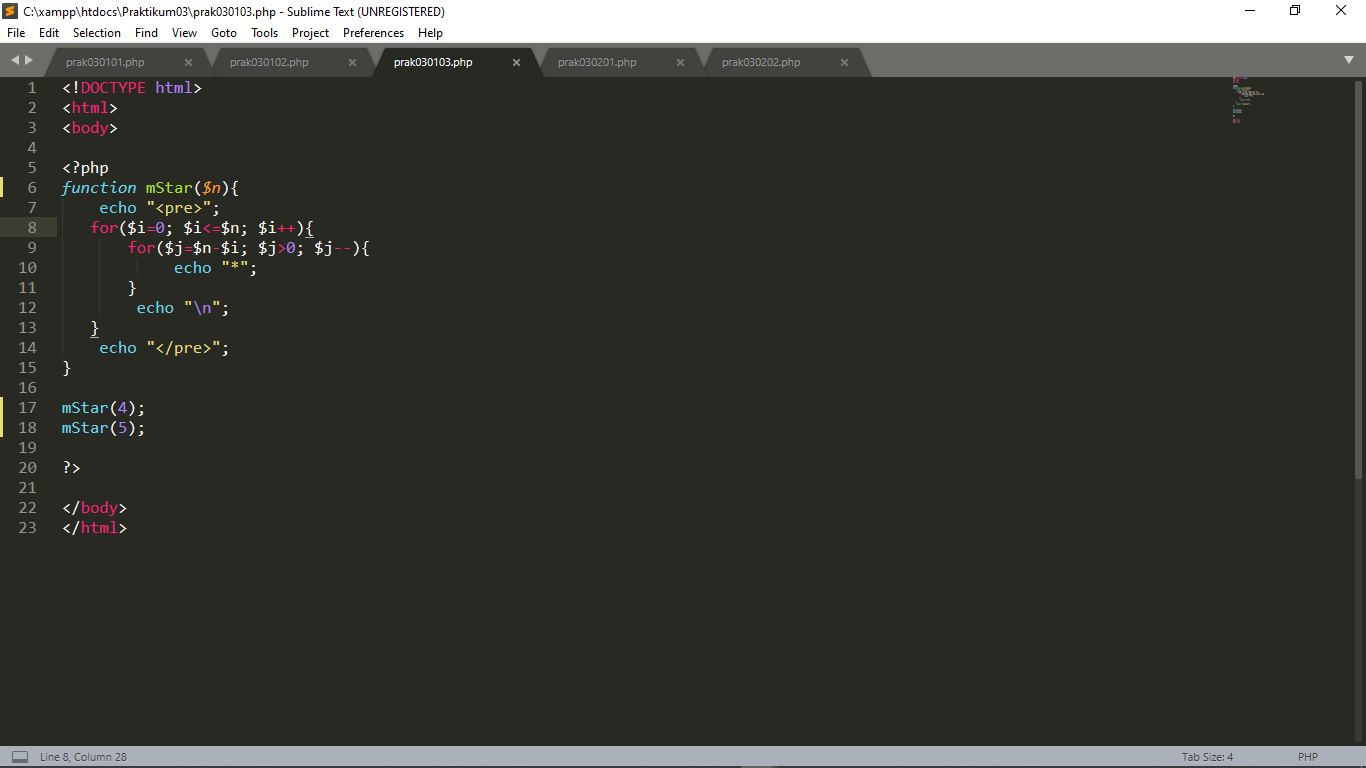 C:\xampp\htdocs\Praktikum03\prak030103.php - Sublime Text (UNREGISTERED)
File Edit Selection Find View Goto Tools Project Preferences Help
prak030101.php prak030102.php prak030103.php prak030201.php prak030202.php
1 <!DOCTYPE html>
2 <html>
3 <body>
4
5 <?php
6 function mStar($n){
7 echo "<pre>";
8 for($i=0; $i<=$n; $i++){
9 for($j=$n-$i; $j>0; $j--){
10 echo "*";
11 }
12 echo "\n";
13 }
14 echo "</pre>";
15 }
16
17 mStar(4);
18 mStar(5);
19
20 ?>
21
22 </body>
23 </html>
Line 8, Column 28 Tab Size: 4 PHP